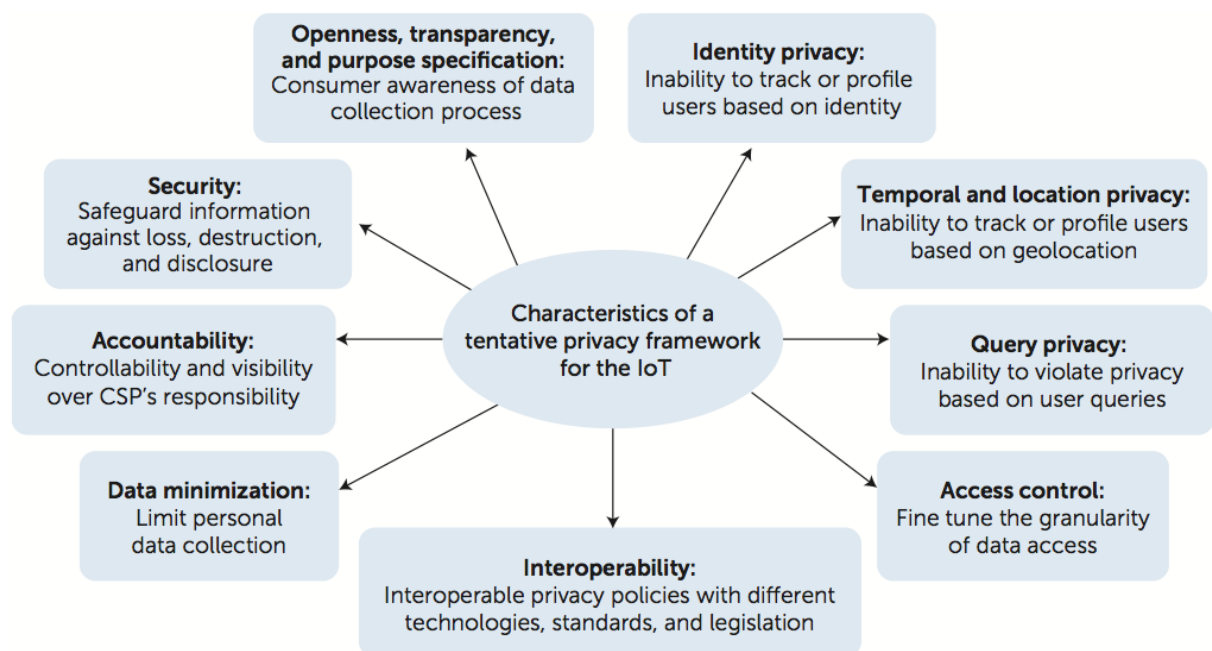 Openness, transparency,
and purpose specification:
Consumer awareness of data
collection process
Identity privacy:
Inability to track or profile
users based on identity
Security:
Safeguard information
against loss, destruction,
and disclosure
Temporal and location privacy:
Inability to track or profile users
based on geolocation
Characteristics of a
tentative privacy framework
for the IoT
Accountability:
Controllability and visibility
over CSP's responsibility
Query privacy:
Inability to violate privacy
based on user queries
Data minimization:
Limit personal
data collection
Access control:
Fine tune the granularity
of data access
Interoperability:
Interoperable privacy policies with different
technologies, standards, and legislation